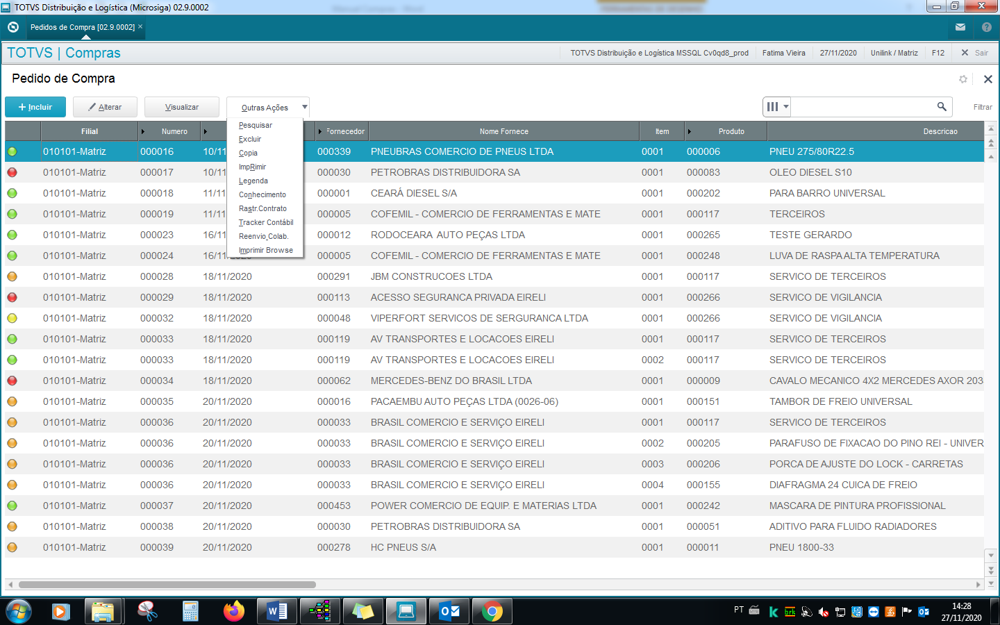 TOTVS Distribuição e Logística (Microsiga) 02.9.0002
Pedidos de Compra [02.9.0002]
TOTVS | Compras
TOTVS Distribuição e Logística MSSQL Cv0qd8_prod Fatima Vieira 27/11/2020 Unilink / Matriz F12 Sair
Pedido de Compra
+ Incluir Alterar Visualizar Outras Ações Filtrar
Pesquisar
Excluir
Copia
ImpRimir
Legenda
Conhecimento
Rastr.Contrato
Tracker Contábil
Reenvio_Colab.
Imprimir Browse
Filial Numero Fornecedor Nome Fornece Item Produto Descricao
010101-Matriz 000016 10/11 000339 PNEUBRAS COMERCIO DE PNEUS LTDA 0001 000006 PNEU 275/80R22.5
010101-Matriz 000017 10/11 000030 PETROBRAS DISTRIBUIDORA SA 0001 000083 OLEO DIESEL S10
010101-Matriz 000018 11/11 000001 CEARÁ DIESEL S/A 0001 000202 PARA BARRO UNIVERSAL
010101-Matriz 000019 11/11 000005 COFEMIL - COMERCIO DE FERRAMENTAS E MATE 0001 000117 TERCEIROS
010101-Matriz 000023 16/11 000012 RODOCEARA AUTO PEÇAS LTDA 0001 000265 TESTE GERARDO
010101-Matriz 000024 16/11/2020 000005 COFEMIL - COMERCIO DE FERRAMENTAS E MATE 0001 000248 LUVA DE RASPA ALTA TEMPERATURA
010101-Matriz 000028 18/11/2020 000291 JBM CONSTRUCOES LTDA 0001 000117 SERVICO DE TERCEIROS
010101-Matriz 000029 18/11/2020 000113 ACESSO SEGURANCA PRIVADA EIRELI 0001 000266 SERVICO DE VIGILANCIA
010101-Matriz 000032 18/11/2020 000048 VIPERFORT SERVICOS DE SERGURANCA LTDA 0001 000266 SERVICO DE VIGILANCIA
010101-Matriz 000033 18/11/2020 000119 AV TRANSPORTES E LOCACOES EIRELI 0001 000117 SERVICO DE TERCEIROS
010101-Matriz 000033 18/11/2020 000119 AV TRANSPORTES E LOCACOES EIRELI 0002 000117 SERVICO DE TERCEIROS
010101-Matriz 000034 18/11/2020 000062 MERCEDES-BENZ DO BRASIL LTDA 0001 000009 CAVALO MECANICO 4X2 MERCEDES AXOR 203
010101-Matriz 000035 20/11/2020 000016 PACAEMBU AUTO PEÇAS LTDA (0026-06) 0001 000151 TAMBOR DE FREIO UNIVERSAL
010101-Matriz 000036 20/11/2020 000033 BRASIL COMERCIO E SERVIÇO EIRELI 0001 000117 SERVICO DE TERCEIROS
010101-Matriz 000036 20/11/2020 000033 BRASIL COMERCIO E SERVIÇO EIRELI 0002 000205 PARAFUSO DE FIXACAO DO PINO REI - UNIVER
010101-Matriz 000036 20/11/2020 000033 BRASIL COMERCIO E SERVIÇO EIRELI 0003 000206 PORCA DE AJUSTE DO LOCK - CARRETAS
010101-Matriz 000036 20/11/2020 000033 BRASIL COMERCIO E SERVIÇO EIRELI 0004 000155 DIAFRAGMA 24 CUICA DE FREIO
010101-Matriz 000037 20/11/2020 000453 POWER COMERCIO DE EQUIP. E MATERIAS LTDA 0001 000242 MASCARA DE PINTURA PROFISSIONAL
010101-Matriz 000038 20/11/2020 000030 PETROBRAS DISTRIBUIDORA SA 0001 000051 ADITIVO PARA FLUIDO RADIADORES
010101-Matriz 000039 20/11/2020 000278 HC PNEUS S/A 0001 000011 PNEU 1800-33
PT 14:28
27/11/2020